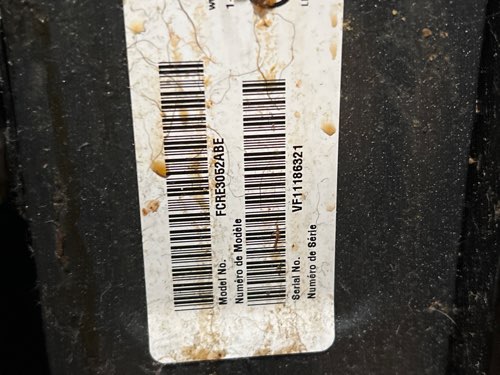 FCRE3052ABE
Model No.
Numéro de Modèle
VF11186321
Serial No.
Numéro de Série